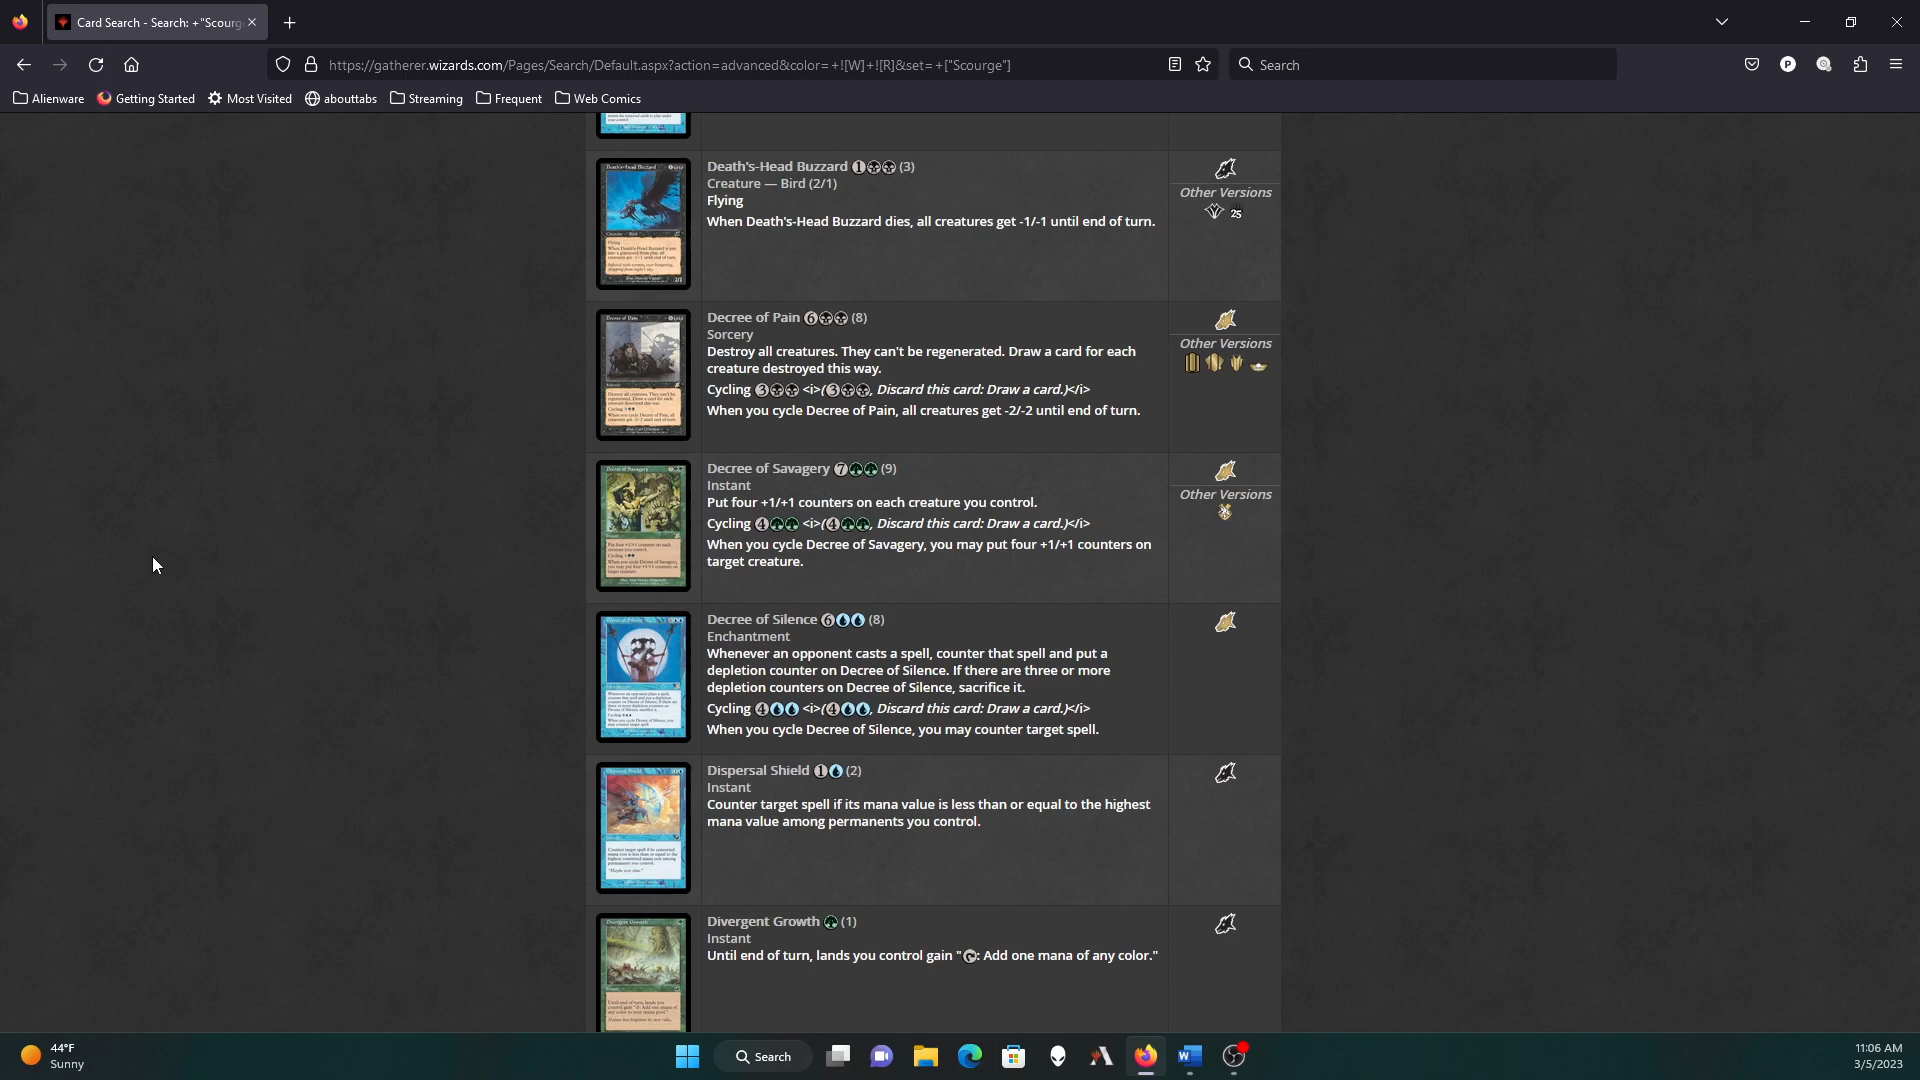 Card Search - Search: +"Scourg
https://gatherer.wizards.com/Pages/Search/Default.aspx?action=advanced&color=+![W]+![R]&set=+["Scourge"]
Search
P
Alienware
Getting Started
Most Visited
abouttabs
Streaming
Frequent
Web Comics
Death's-Head Buzzard 1 (3)
Creature — Bird (2/1)
Flying
When Death's-Head Buzzard dies, all creatures get -1/-1 until end of turn.
Other Versions
25
Decree of Pain 6 (8)
Sorcery
Destroy all creatures. They can't be regenerated. Draw a card for each
creature destroyed this way.
Cycling 3 <i>(3, Discard this card: Draw a card.)</i>
When you cycle Decree of Pain, all creatures get -2/-2 until end of turn.
Other Versions
Decree of Savagery 7 (9)
Instant
Put four +1/+1 counters on each creature you control.
Cycling 4 <i>(4, Discard this card: Draw a card.)</i>
When you cycle Decree of Savagery, you may put four +1/+1 counters on
target creature.
Other Versions
Decree of Silence 6 (8)
Enchantment
Whenever an opponent casts a spell, counter that spell and put a
depletion counter on Decree of Silence. If there are three or more
depletion counters on Decree of Silence, sacrifice it.
Cycling 4 <i>(4, Discard this card: Draw a card.)</i>
When you cycle Decree of Silence, you may counter target spell.
Dispersal Shield 1 (2)
Instant
Counter target spell if its mana value is less than or equal to the highest
mana value among permanents you control.
Divergent Growth (1)
Instant
Until end of turn, lands you control gain ": Add one mana of any color."
44°F
Sunny
Search
11:06 AM
3/5/2023